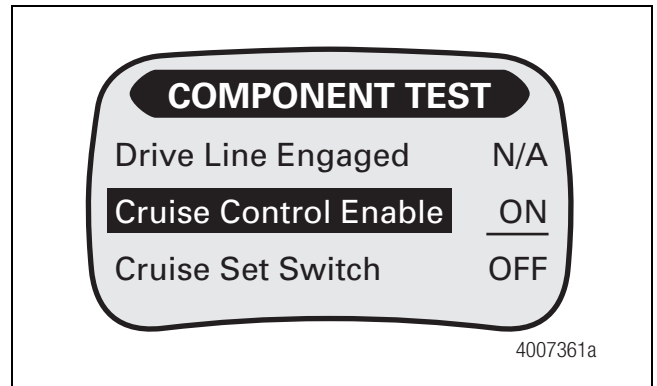 COMPONENT TEST
Drive Line Engaged N/A
Cruise Control Enable ON
Cruise Set Switch OFF
4007361a